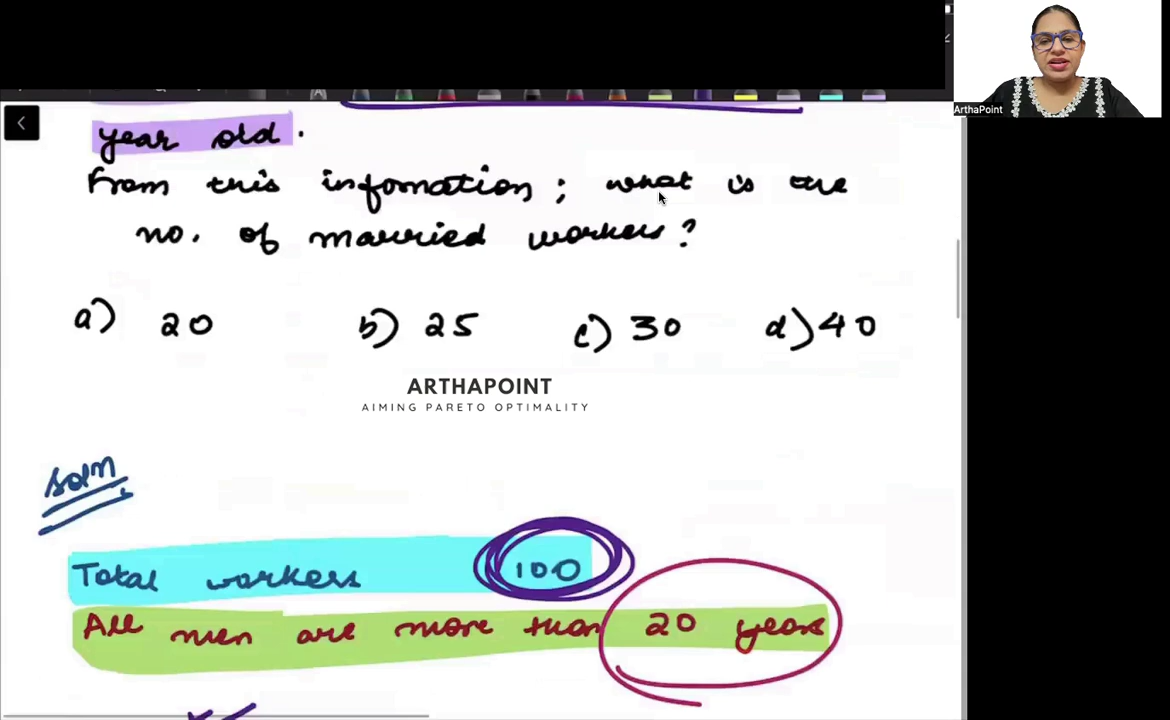 ArthaPoint
year old.
From this infomation; what is the
no. of married workers?
a) 20 b) 25 c) 30 d) 40
ARTHAPOINT
AIMING PARETO OPTIMALITY
Soln
Total workers 100
All men are more than 20 years